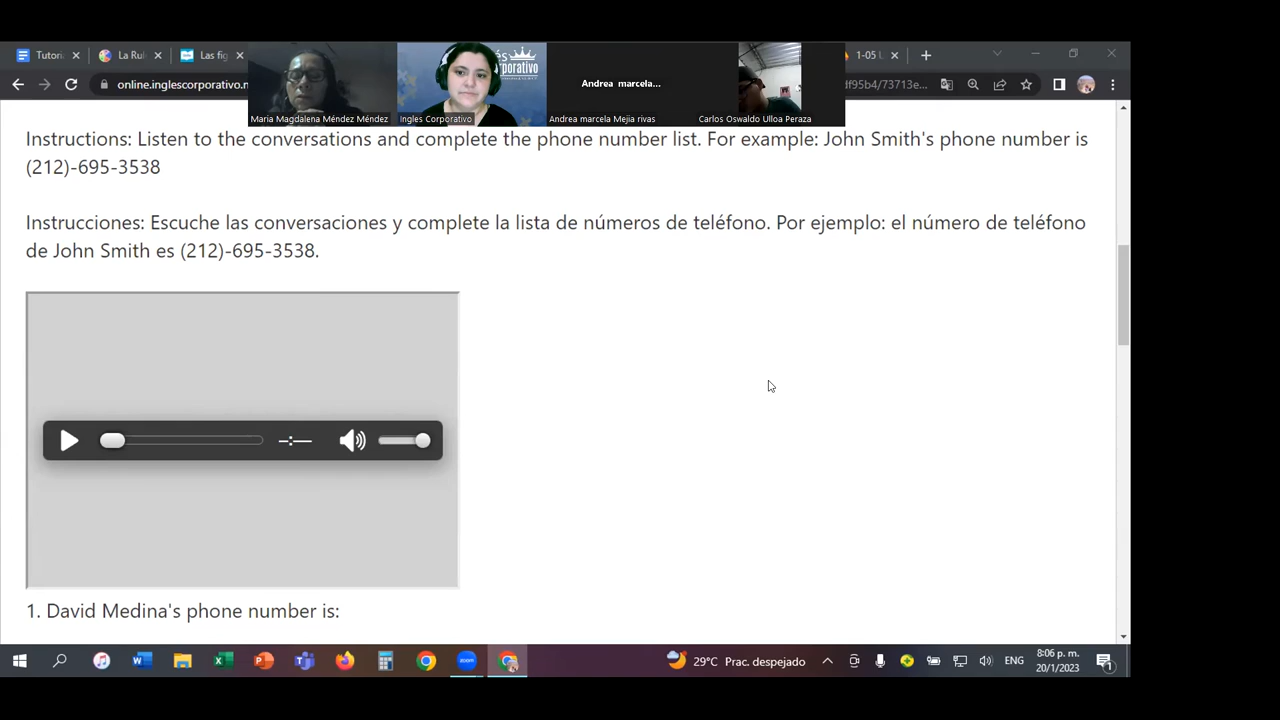 Tutori
La Rul
Las fig
1-05 L
online.inglescorporativo.n
df95b4/73713e...
Andrea marcela...
Maria Magdalena Méndez Méndez
Ingles Corporativo
Andrea marcela Mejia rivas
Carlos Oswaldo Ulloa Peraza
Instructions: Listen to the conversations and complete the phone number list. For example: John Smith's phone number is
(212)-695-3538
Instrucciones: Escuche las conversaciones y complete la lista de números de teléfono. Por ejemplo: el número de teléfono
de John Smith es (212)-695-3538.
-:--
1. David Medina's phone number is:
29°C Prac. despejado
ENG
8:06 p. m.
20/1/2023
1